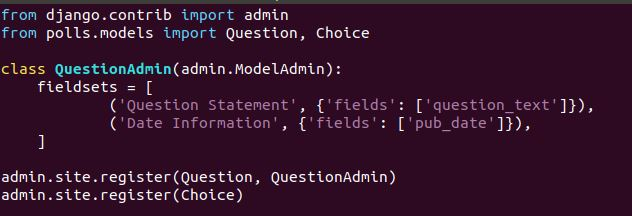 from django.contrib import admin
from polls.models import Question, Choice

class QuestionAdmin(admin.ModelAdmin):
    fieldsets = [
            ('Question Statement', {'fields': ['question_text']}),
            ('Date Information', {'fields': ['pub_date']}),
    ]

admin.site.register(Question, QuestionAdmin)
admin.site.register(Choice)